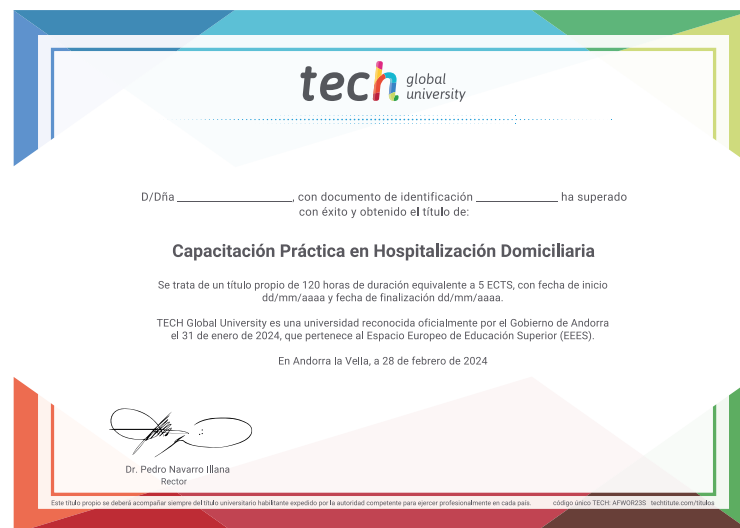 tech global university
D/Dña ____________________, con documento de identificación ______________ ha superado
con éxito y obtenido el título de:
Capacitación Práctica en Hospitalización Domiciliaria
Se trata de un título propio de 120 horas de duración equivalente a 5 ECTS, con fecha de inicio
dd/mm/aaaa y fecha de finalización dd/mm/aaaa.
TECH Global University es una universidad reconocida oficialmente por el Gobierno de Andorra
el 31 de enero de 2024, que pertenece al Espacio Europeo de Educación Superior (EEES).
En Andorra la Vella, a 28 de febrero de 2024
Dr. Pedro Navarro Illana
Rector
Este título propio se deberá acompañar siempre del título universitario habilitante expedido por la autoridad competente para ejercer profesionalmente en cada país. código único TECH: AFWOR23S techtitute.com/titulos